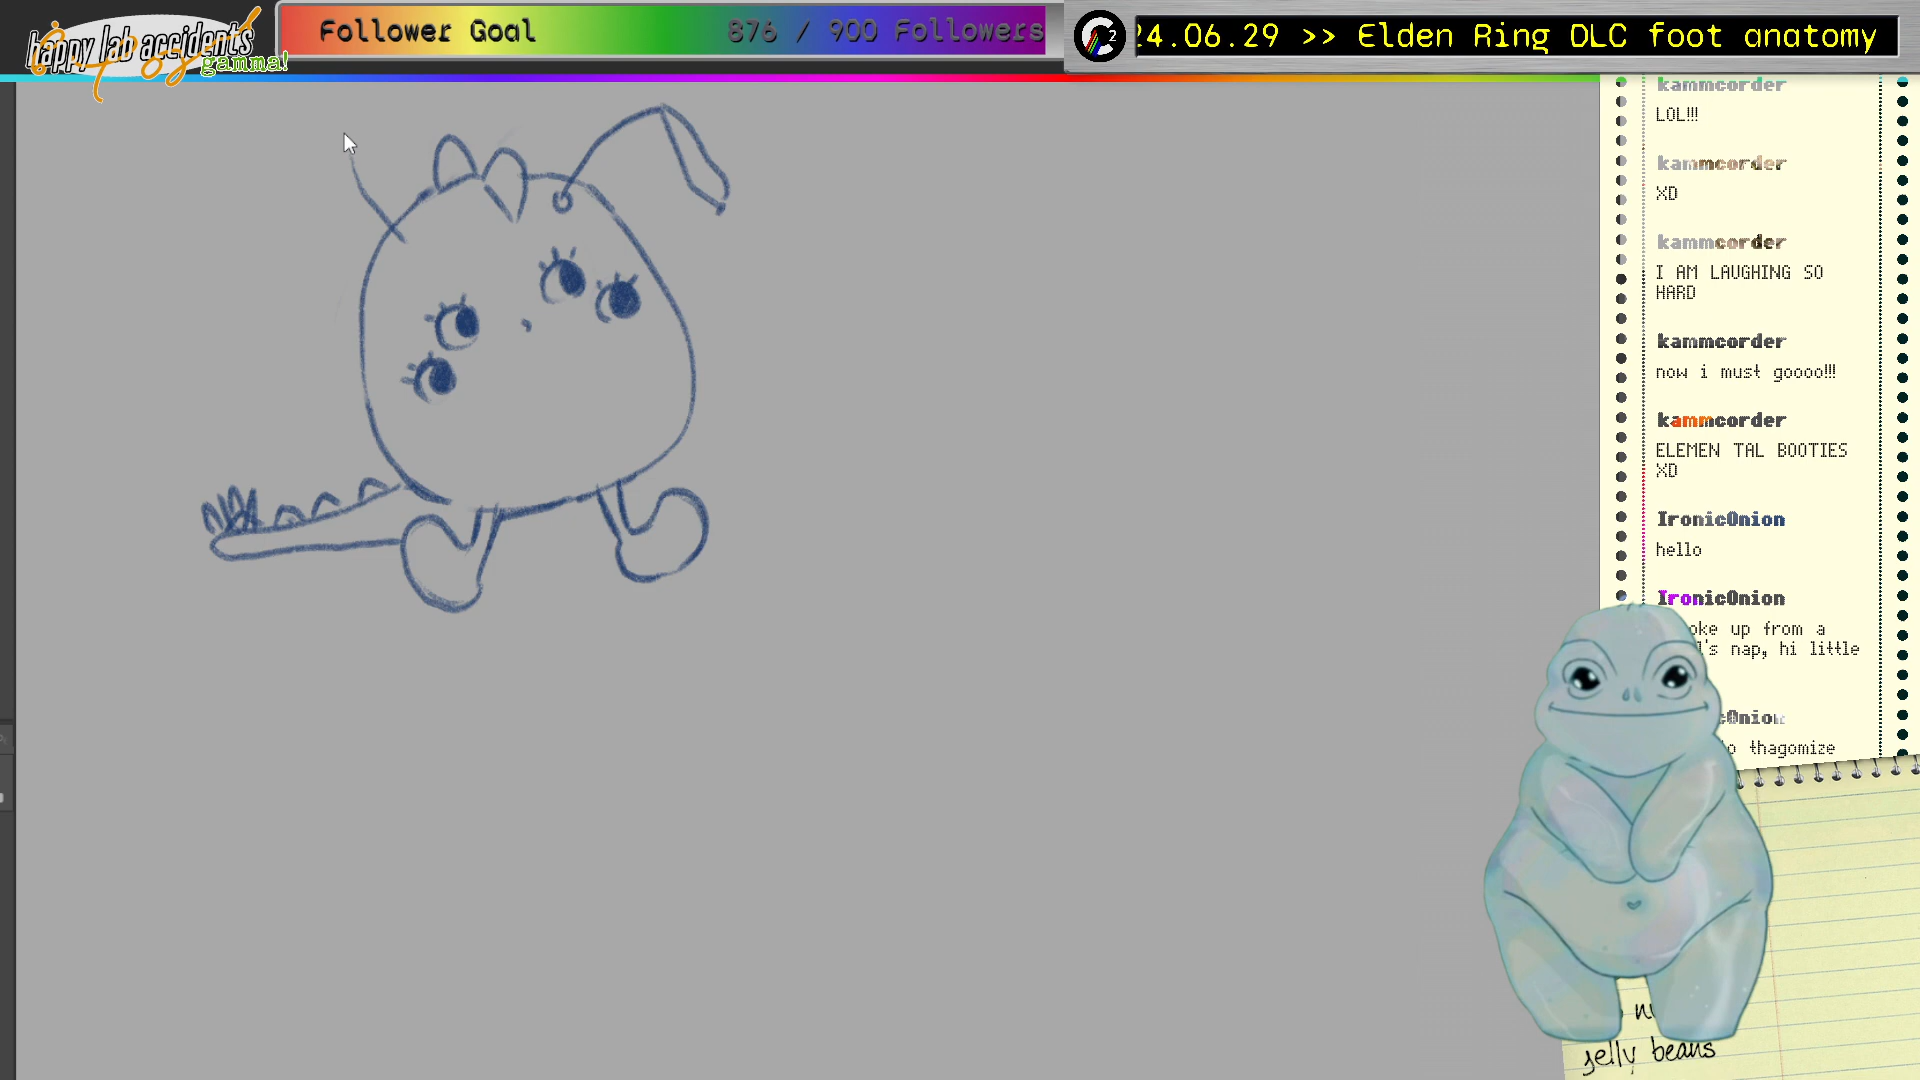 happy lab accidents
gamma!
Follower Goal
876 / 900 Followers
24.06.29 >> Elden Ring DLC foot anatomy
kammcorder
LOL!!!
kammcorder
XD
kammcorder
I AM LAUGHING SO
HARD
kammcorder
now i must goooo!!!
kammcorder
ELEMEN TAL BOOTIES
XD
IronicOnion
hello
IronicOnion
up from a
nap, hi little
thagomize
jelly beans